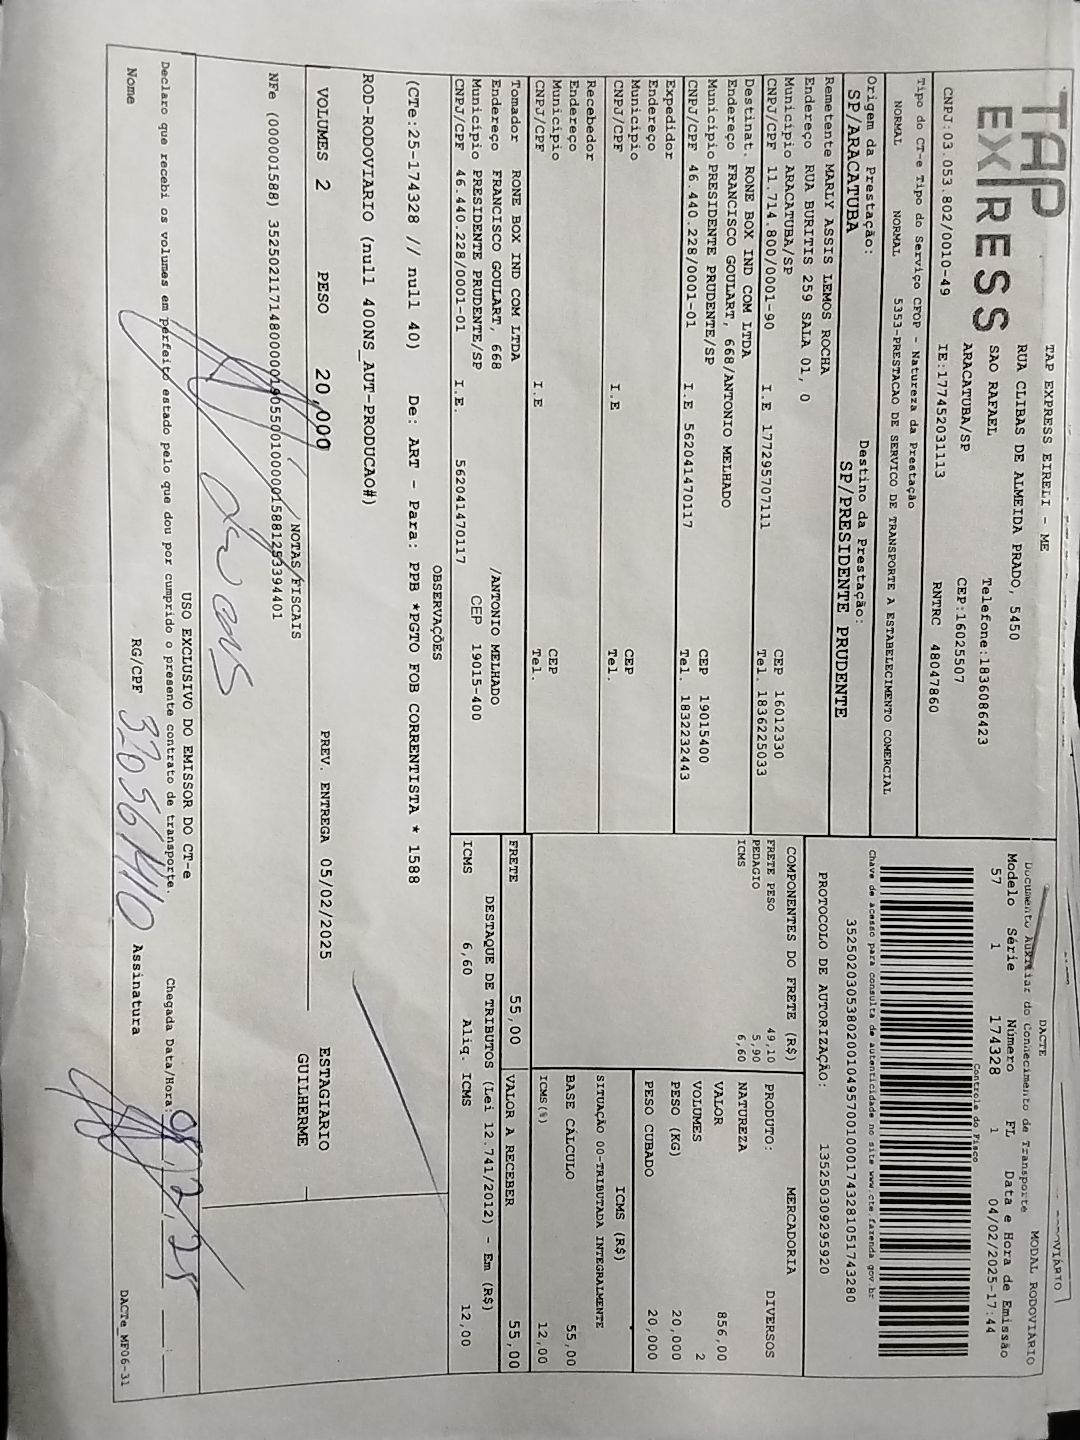 TAP
EXPRESS
TAP EXPRESS EIRELI - ME
RUA CLIBAS DE ALMEIDA PRADO, 5450
SAO RAFAEL Telefone:1836086423
ARACATUBA/SP CEP:16025507
CNPJ:03.053.802/0010-49 IE:177452031113 RNTRC 48047860
RODOVIÁRIO
DACTE MODAL RODOVIÁRIO
Documento Auxiliar do Conhecimento de Transporte
Modelo Série Número FL Data e Hora de Emissão
57 1 174328 1 04/02/2025-17:44
Controle do Fisco
Chave de acesso para consulta de autenticidade no site www.cte.fazenda.gov.br
35250203053802001049570010001743281051743280
PROTOCOLO DE AUTORIZAÇÃO: 135250309295920
Tipo do CT-e Tipo do Serviço CFOP - Natureza da Prestação
NORMAL NORMAL 5353-PRESTACAO DE SERVICO DE TRANSPORTE A ESTABELECIMENTO COMERCIAL
Origem da Prestação: Destino da Prestação:
SP/ARACATUBA SP/PRESIDENTE PRUDENTE
Remetente MARLY ASSIS LEMOS ROCHA
Endereço RUA BURITIS 259 SALA 01, 0
Município ARACATUBA/SP CEP 16012330
CNPJ/CPF 11.714.800/0001-90 I.E 177295707111 Tel. 1836225033
Destinat. RONE BOX IND COM LTDA
Endereço FRANCISCO GOULART, 668/ANTONIO MELHADO
Município PRESIDENTE PRUDENTE/SP CEP 19015400
CNPJ/CPF 46.440.228/0001-01 I.E 562041470117 Tel. 1832232443
Expedidor
Endereço
Município CEP
CNPJ/CPF I.E Tel.
Recebedor
Endereço
Município CEP
CNPJ/CPF I.E Tel.
Tomador RONE BOX IND COM LTDA
Endereço FRANCISCO GOULART, 668 /ANTONIO MELHADO
Município PRESIDENTE PRUDENTE/SP CEP 19015-400
CNPJ/CPF 46.440.228/0001-01 I.E. 562041470117
COMPONENTES DO FRETE (R$)
FRETE PESO 49,10
PEDAGIO 5,90
ICMS 6,60
MERCADORIA
PRODUTO: DIVERSOS
NATUREZA
VALOR 856,00
VOLUMES 2
PESO (KG) 20,000
PESO CUBADO 20,000
ICMS (R$)
SITUAÇÃO 00-TRIBUTADA INTEGRALMENTE
BASE CÁLCULO 55,00
ICMS(%) 12,00
FRETE 55,00 VALOR A RECEBER 55,00
DESTAQUE DE TRIBUTOS (Lei 12.741/2012) - Em (R$)
ICMS 6,60 Aliq. ICMS 12,00
OBSERVAÇÕES
(CTe:25-174328 // null 40) De: ART - Para: PPB *PGTO FOB CORRENTISTA * 1588
ROD-RODOVIARIO (null 400NS_AUT-PRODUCAO#)
VOLUMES 2 PESO 20,000 PREV. ENTREGA 05/02/2025 ESTAGIARIO
GUILHERME
NOTAS FISCAIS
NFe (000001588)
USO EXCLUSIVO DO EMISSOR DO CT-e
Declaro que recebi os volumes em perfeito estado pelo que dou por cumprido o presente contrato de transporte. Chegada Data/Hora:
Nome RG/CPF Assinatura
DACTe_MF06-31